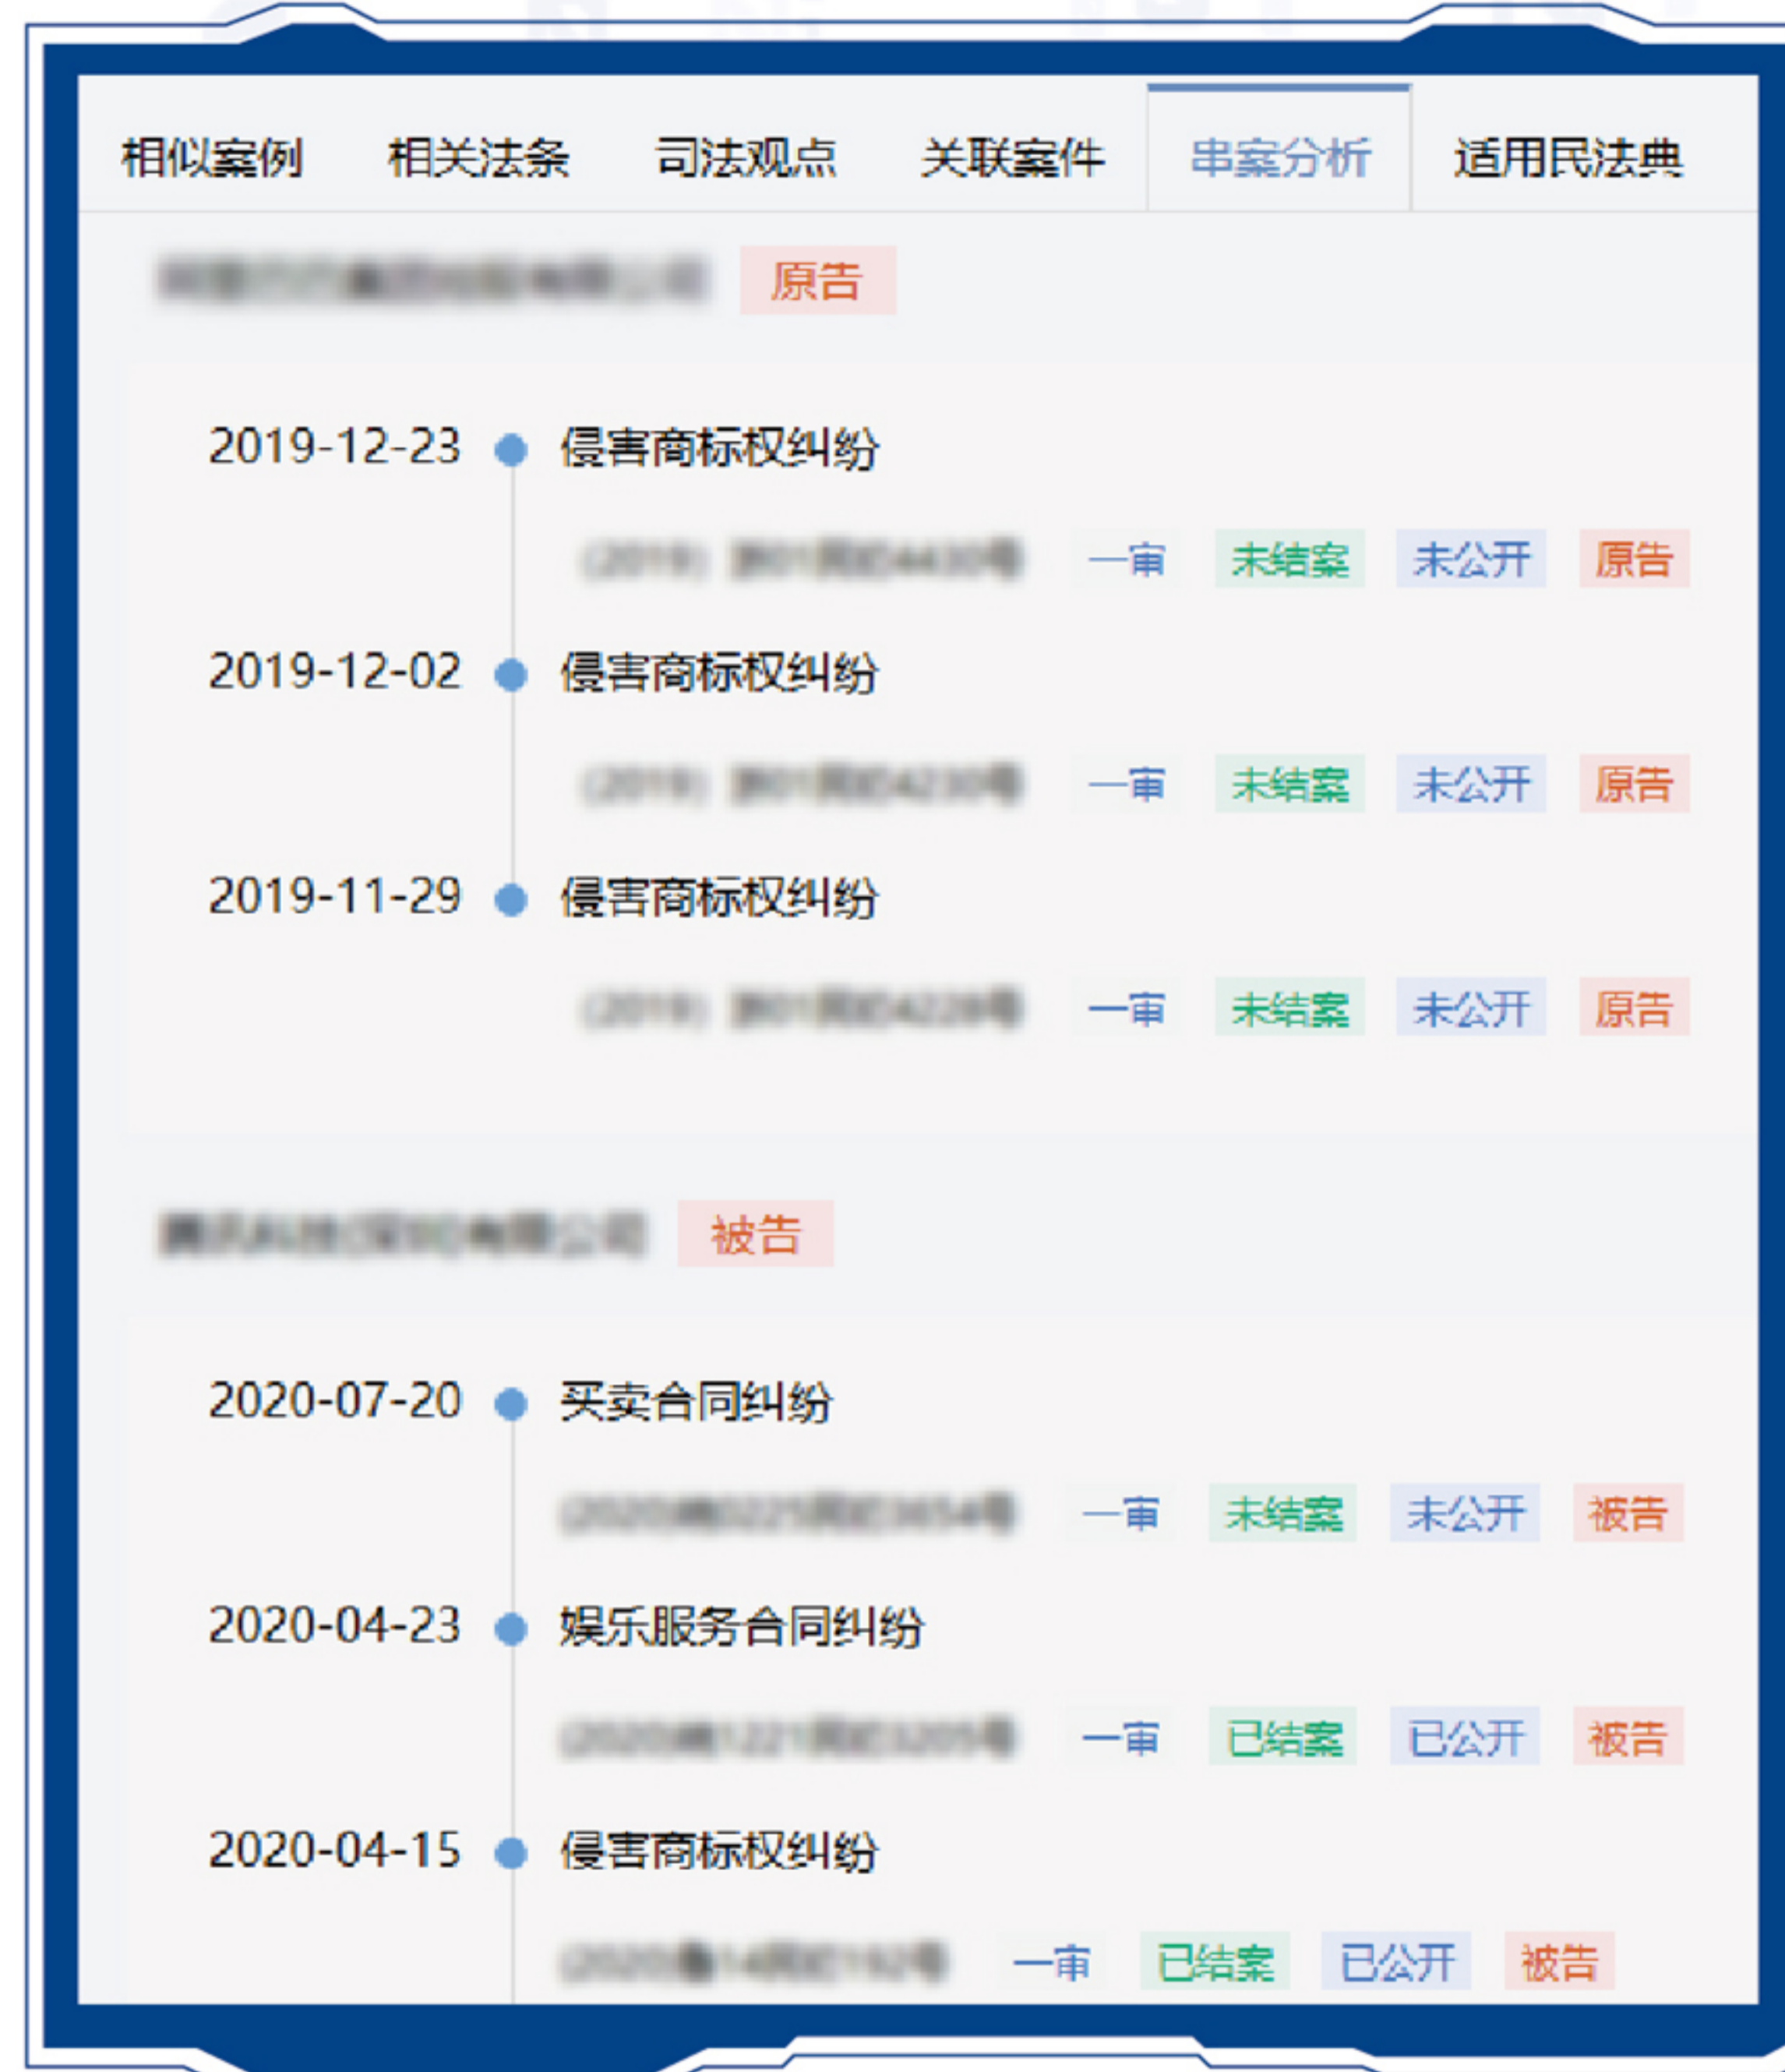 相似案例 相关法条 司法观点 关联案件 串案分析 适用民法典
原告
2019-12-23 侵害商标权纠纷
一审 未结案 未公开 原告
2019-12-02 侵害商标权纠纷
一审 未结案 未公开 原告
2019-11-29 侵害商标权纠纷
一审 未结案 未公开 原告
被告
2020-07-20 买卖合同纠纷
一审 未结案 未公开 被告
2020-04-23 娱乐服务合同纠纷
一审 已结案 已公开 被告
2020-04-15 侵害商标权纠纷
一审 已结案 已公开 被告